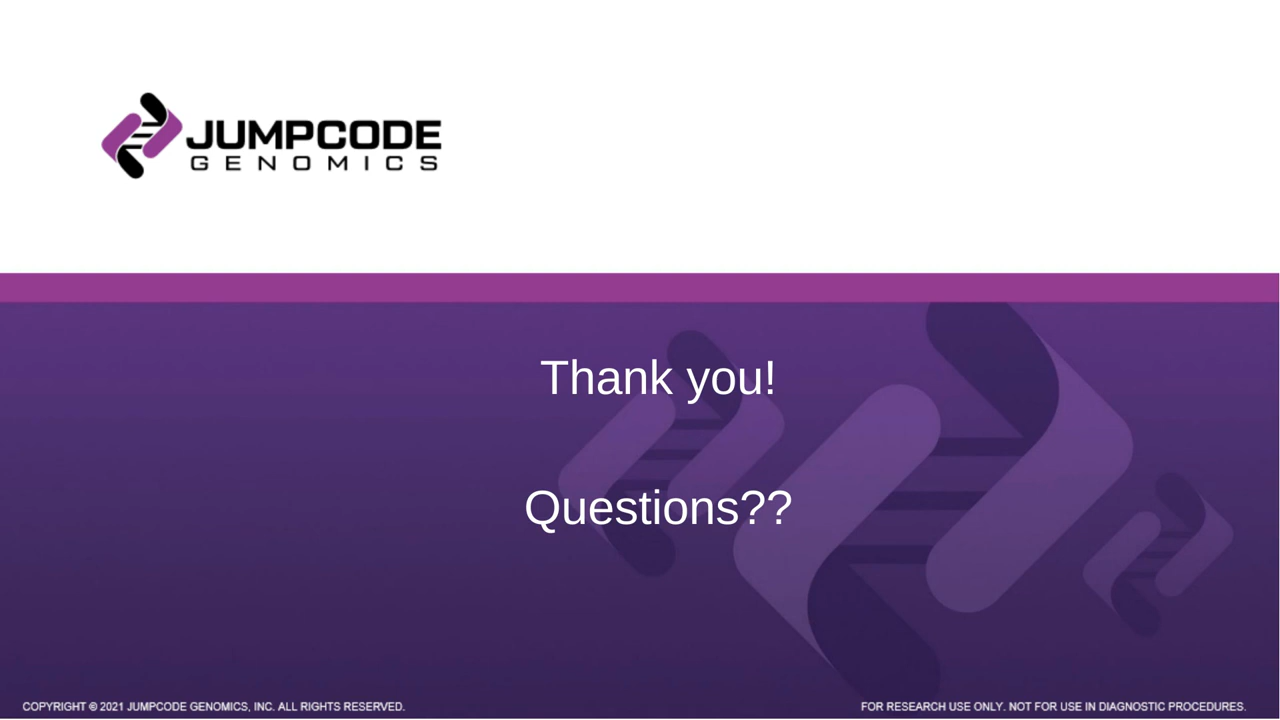 JUMPCODE
GENOMICS
Thank you!
Questions??
COPYRIGHT © 2021 JUMPCODE GENOMICS, INC. ALL RIGHTS RESERVED.
FOR RESEARCH USE ONLY. NOT FOR USE IN DIAGNOSTIC PROCEDURES.